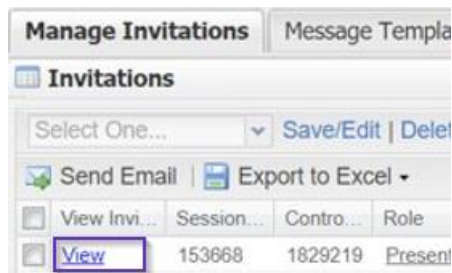 Manage Invitations Message Templa
Invitations
Select One... Save/Edit | Delet
Send Email | Export to Excel
View Invi... Session... Contro... Role
View 153668 1829219 Present